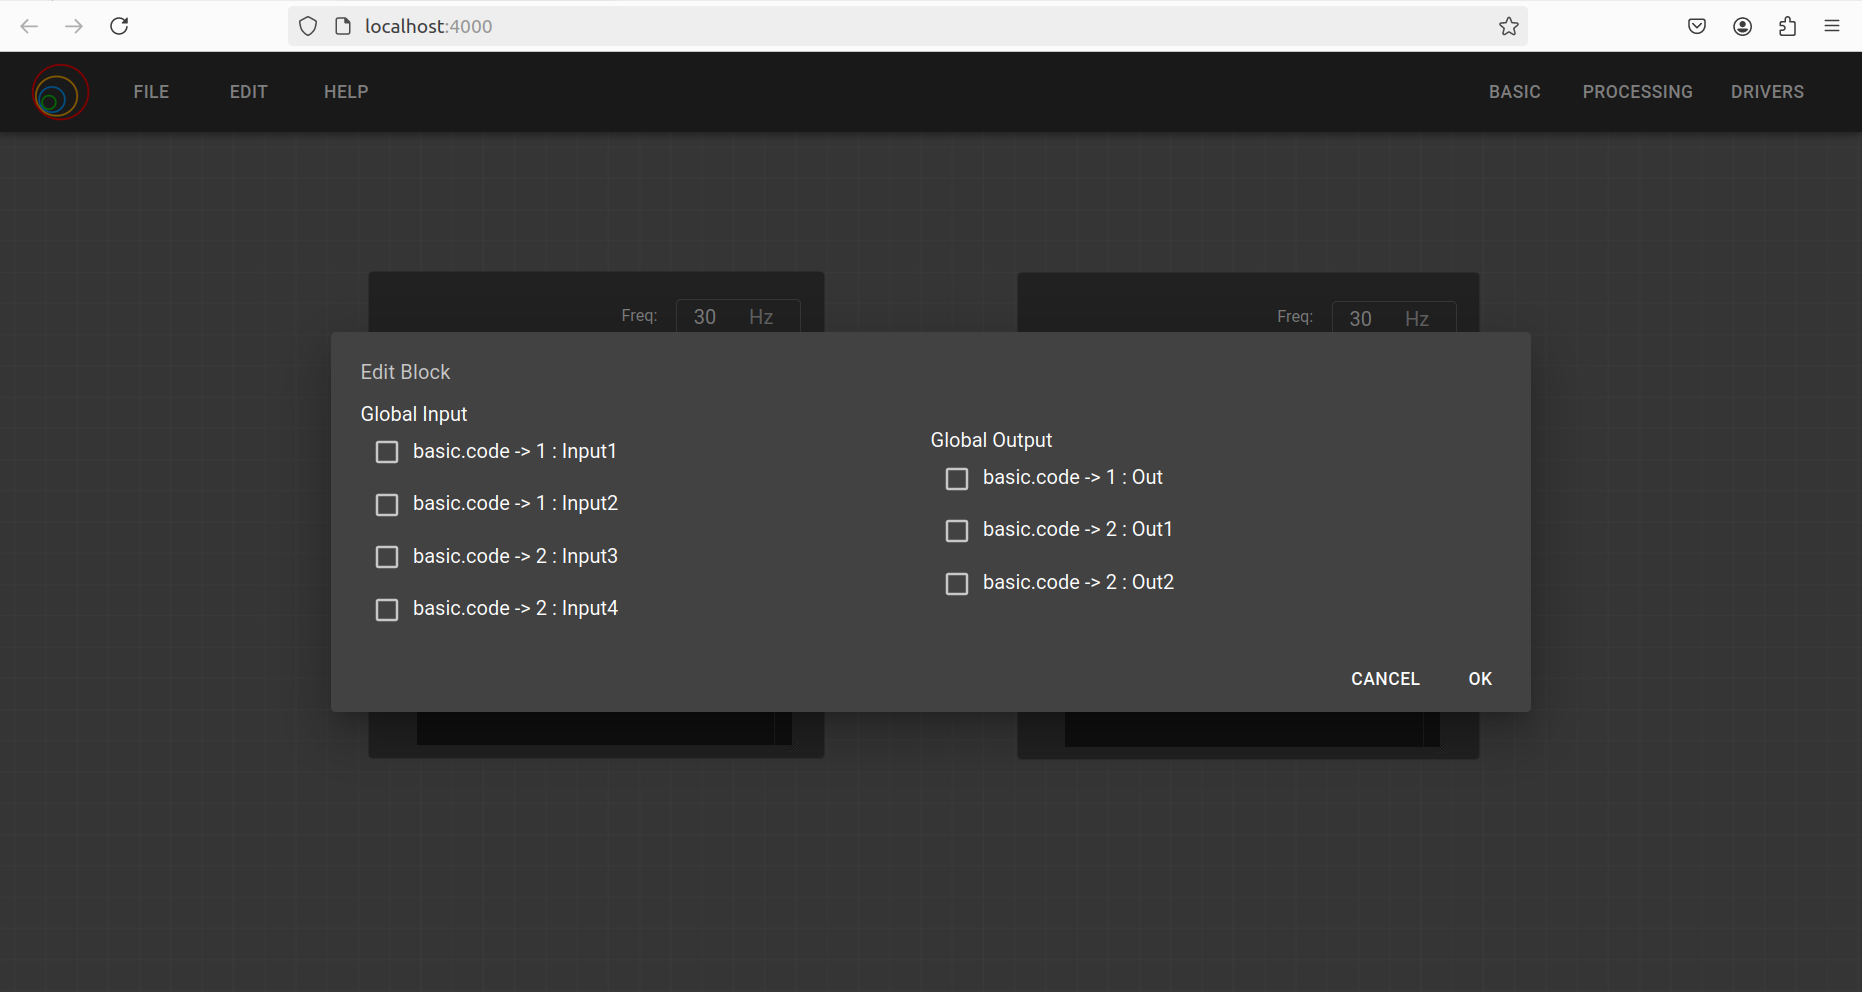 localhost:4000
FILE EDIT HELP BASIC PROCESSING DRIVERS
Freq: 30 Hz
Freq: 30 Hz
Edit Block
Global Input
basic.code -> 1 : Input1
basic.code -> 1 : Input2
basic.code -> 2 : Input3
basic.code -> 2 : Input4
Global Output
basic.code -> 1 : Out
basic.code -> 2 : Out1
basic.code -> 2 : Out2
CANCEL OK